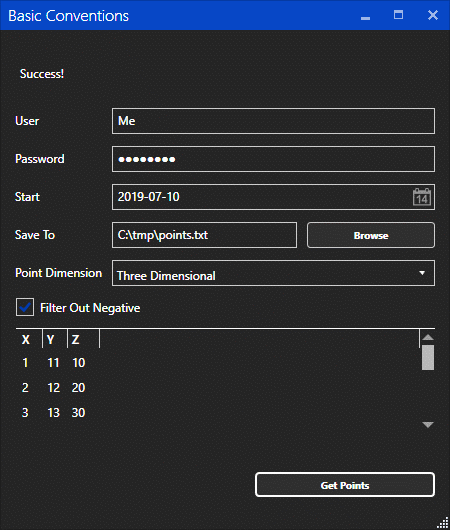 Basic Conventions
Success!
User Me
Password ●●●●●●●●
Start 2019-07-10 14
Save To C:\tmp\points.txt Browse
Point Dimension Three Dimensional
Filter Out Negative
X Y Z
1 11 10
2 12 20
3 13 30
Get Points